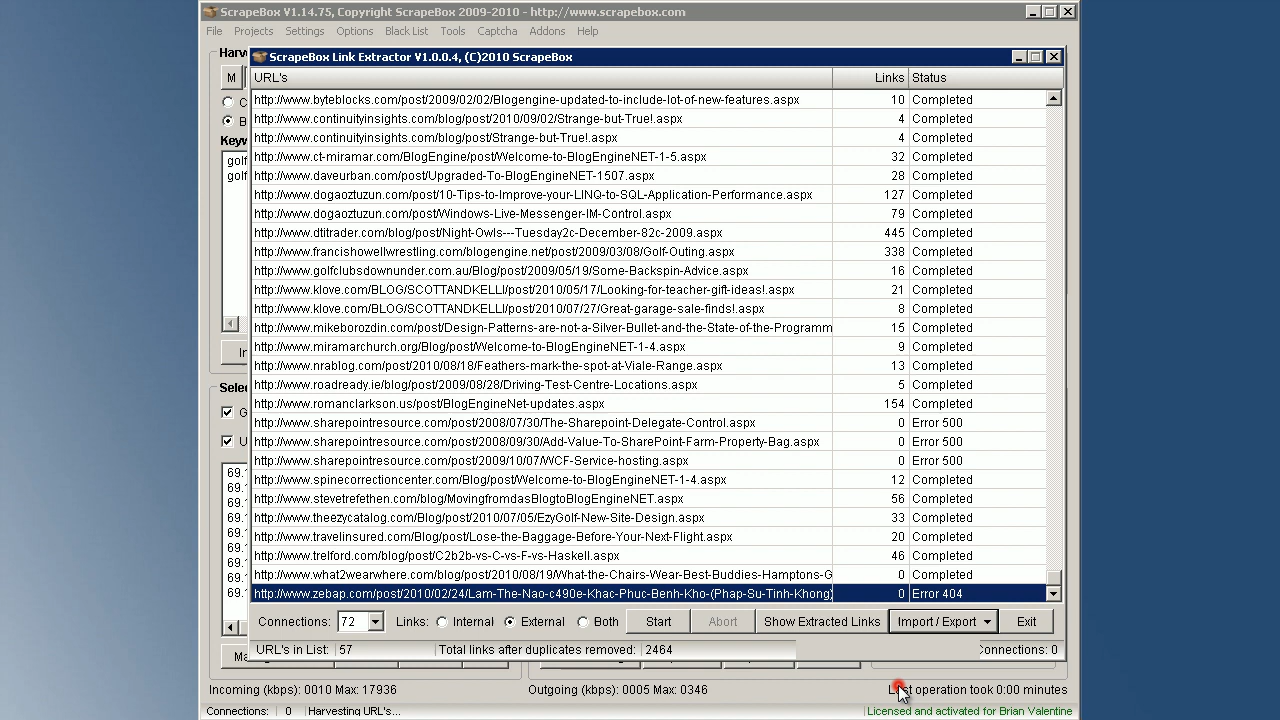 ScrapeBox V1.14.75, Copyright ScrapeBox 2009-2010 - http://www.scrapebox.com
File Projects Settings Options Black List Tools Captcha Addons Help
ScrapeBox Link Extractor V1.0.0.4, (C)2010 ScrapeBox
M
URL's Links Status
http://www.byteblocks.com/post/2009/02/02/Blogengine-updated-to-include-lot-of-new-features.aspx 10 Completed
http://www.continuityinsights.com/blog/post/2010/09/02/Strange-but-True!.aspx 4 Completed
http://www.continuityinsights.com/blog/post/Strange-but-True!.aspx 4 Completed
http://www.ct-miramar.com/BlogEngine/post/Welcome-to-BlogEngineNET-1-5.aspx 32 Completed
http://www.daveurban.com/post/Upgraded-To-BlogEngineNET-1507.aspx 28 Completed
http://www.dogaoztuzun.com/post/10-Tips-to-Improve-your-LINQ-to-SQL-Application-Performance.aspx 127 Completed
http://www.dogaoztuzun.com/post/Windows-Live-Messenger-IM-Control.aspx 79 Completed
http://www.dtitrader.com/blog/post/Night-Owls---Tuesday2c-December-82c-2009.aspx 445 Completed
http://www.francishowellwrestling.com/blogengine.net/post/2009/03/08/Golf-Outing.aspx 338 Completed
http://www.golfclubsdownunder.com.au/Blog/post/2009/05/19/Some-Backspin-Advice.aspx 16 Completed
http://www.klove.com/BLOG/SCOTTANDKELLI/post/2010/05/17/Looking-for-teacher-gift-ideas!.aspx 21 Completed
http://www.klove.com/BLOG/SCOTTANDKELLI/post/2010/07/27/Great-garage-sale-finds!.aspx 8 Completed
http://www.mikeborozdin.com/post/Design-Patterns-are-not-a-Silver-Bullet-and-the-State-of-the-Programm 15 Completed
http://www.miramarchurch.org/Blog/post/Welcome-to-BlogEngineNET-1-4.aspx 9 Completed
http://www.nrablog.com/post/2010/08/18/Feathers-mark-the-spot-at-Viale-Range.aspx 13 Completed
http://www.roadready.ie/blog/post/2009/08/28/Driving-Test-Centre-Locations.aspx 5 Completed
http://www.romanclarkson.us/post/BlogEngineNet-updates.aspx 154 Completed
http://www.sharepointresource.com/post/2008/07/30/The-Sharepoint-Delegate-Control.aspx 0 Error 500
http://www.sharepointresource.com/post/2008/09/30/Add-Value-To-SharePoint-Farm-Property-Bag.aspx 0 Error 500
http://www.sharepointresource.com/post/2009/10/07/WCF-Service-hosting.aspx 0 Error 500
http://www.spinecorrectioncenter.com/Blog/post/Welcome-to-BlogEngineNET-1-4.aspx 12 Completed
http://www.stevetrefethen.com/blog/MovingfromdasBlogtoBlogEngineNET.aspx 56 Completed
http://www.theezycatalog.com/Blog/post/2010/07/05/EzyGolf-New-Site-Design.aspx 33 Completed
http://www.travelinsured.com/Blog/post/Lose-the-Baggage-Before-Your-Next-Flight.aspx 20 Completed
http://www.trelford.com/blog/post/C2b2b-vs-C-vs-F-vs-Haskell.aspx 46 Completed
http://www.what2wearwhere.com/blog/post/2010/08/19/What-the-Chairs-Wear-Best-Buddies-Hamptons-G 0 Completed
http://www.zebap.com/post/2010/02/24/Lam-The-Nao-c490e-Khac-Phuc-Benh-Kho-(Phap-Su-Tinh-Khong) 0 Error 404
Connections: 72 Links: Internal External Both Start Abort Show Extracted Links Import / Export Exit
URL's in List: 57 Total links after duplicates removed: 2464 Connections: 0
Incoming (kbps): 0010 Max: 17936 Outgoing (kbps): 0005 Max: 0346 operation took 0:00 minutes
Connections: 0 Harvesting URL's... Licensed and activated for Brian Valentine